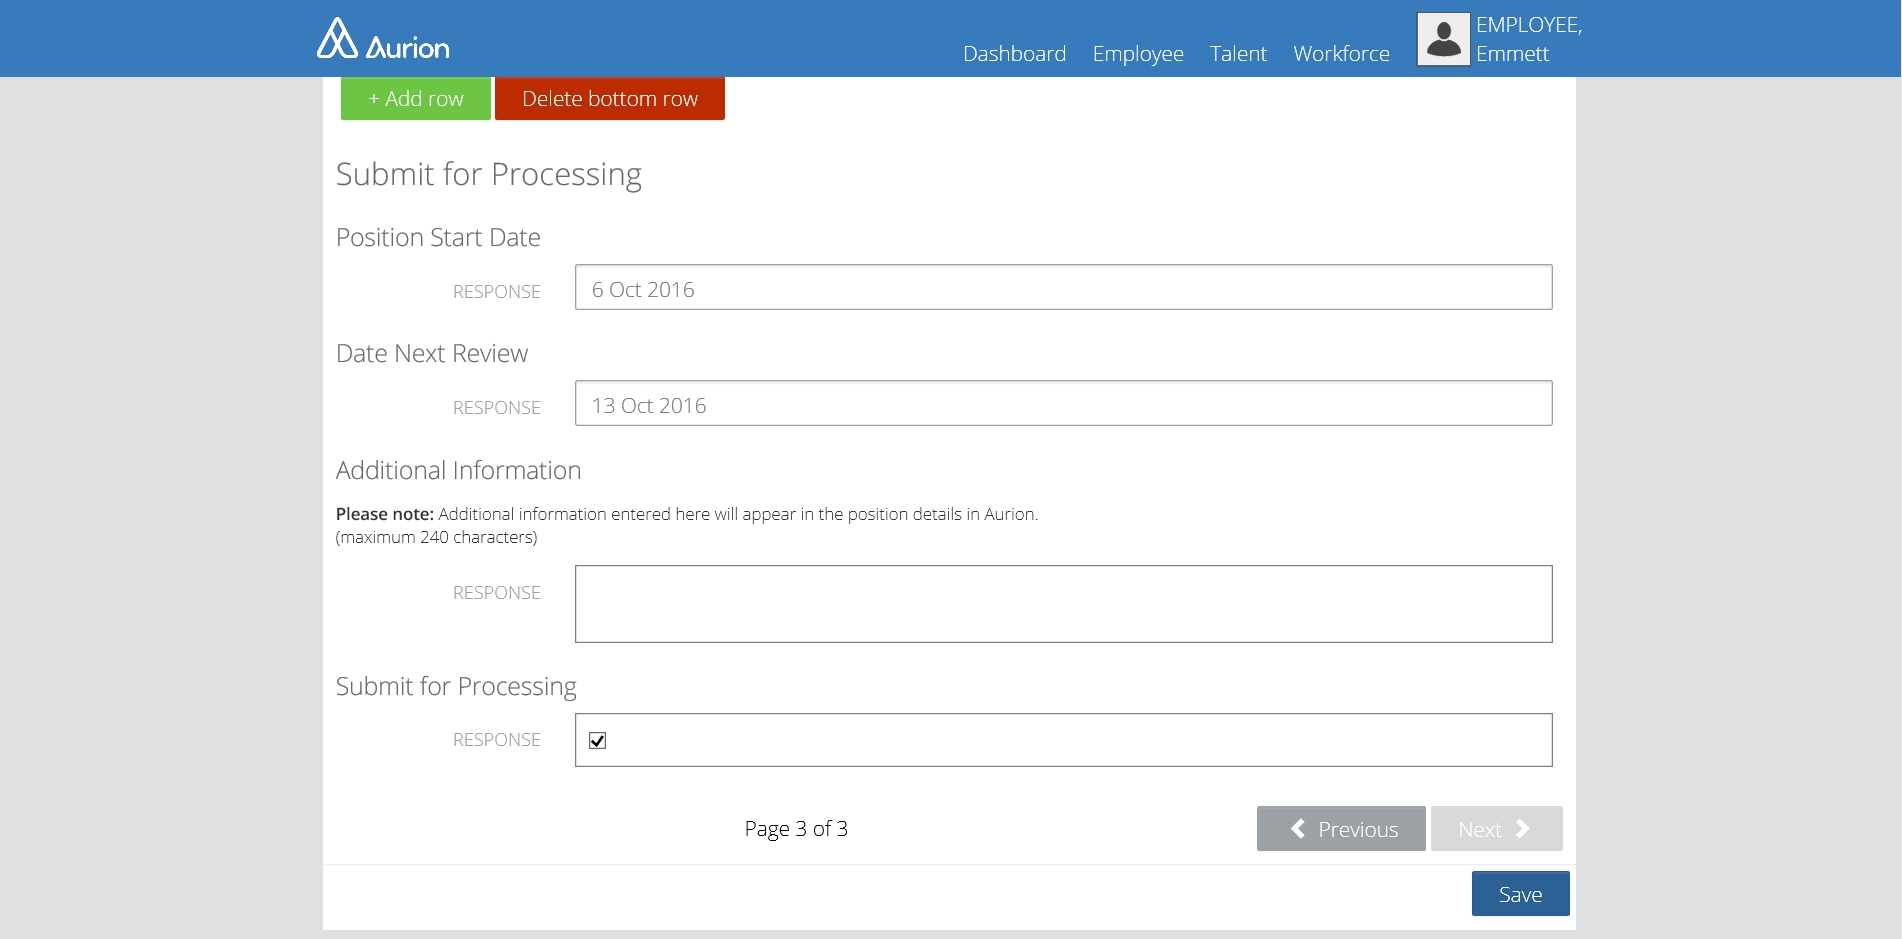 Aurion
Dashboard
Employee
Talent
Workforce
EMPLOYEE,
Emmett
+ Add row
Delete bottom row
Submit for Processing
Position Start Date
RESPONSE
6 Oct 2016
Date Next Review
RESPONSE
13 Oct 2016
Additional Information
Please note: Additional information entered here will appear in the position details in Aurion.
(maximum 240 characters)
RESPONSE
Submit for Processing
RESPONSE
Page 3 of 3
Previous
Next
Save